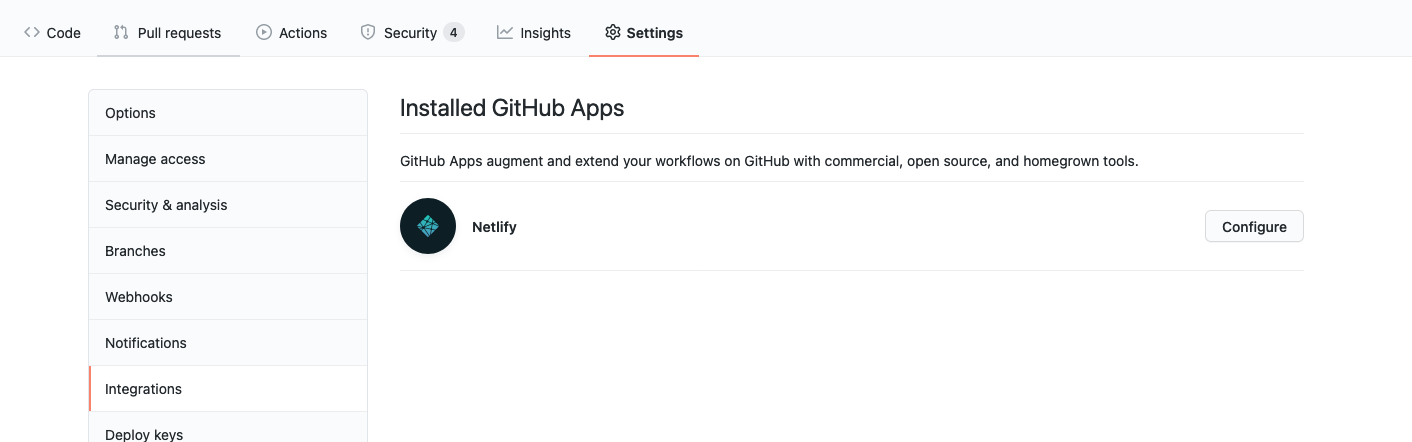 Code Pull requests Actions Security 4 Insights Settings
Options
Manage access
Security & analysis
Branches
Webhooks
Notifications
Integrations
Deploy keys
Installed GitHub Apps
GitHub Apps augment and extend your workflows on GitHub with commercial, open source, and homegrown tools.
Netlify Configure